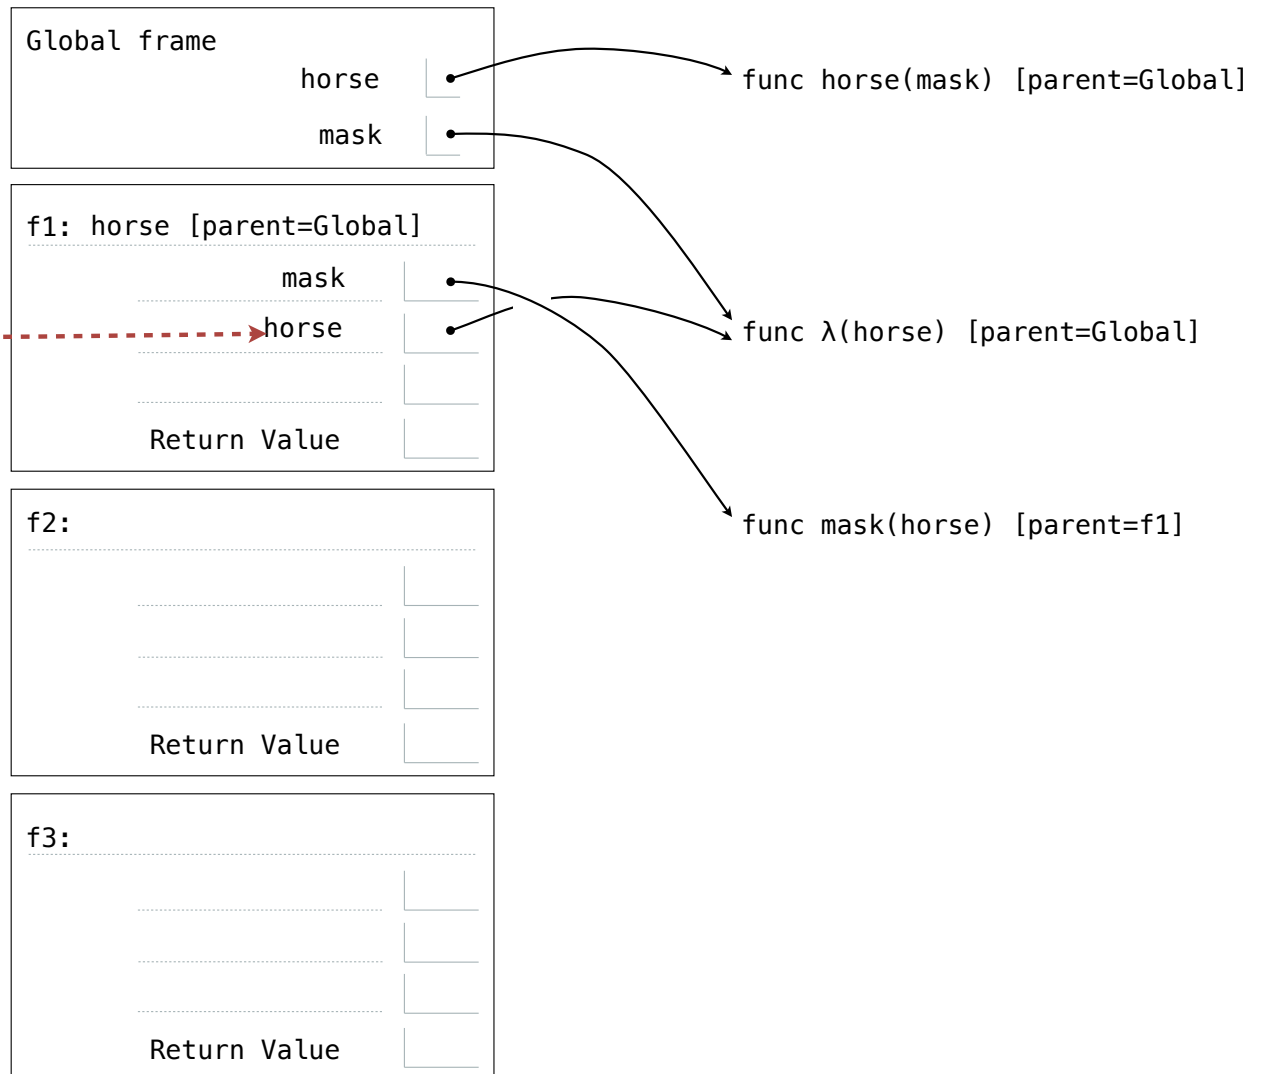 Global frame
horse
func horse(mask) [parent=Global]
mask
f1: horse [parent=Global]
mask
horse
func λ(horse) [parent=Global]
Return Value
f2:
func mask(horse) [parent=f1]
Return Value
f3:
Return Value